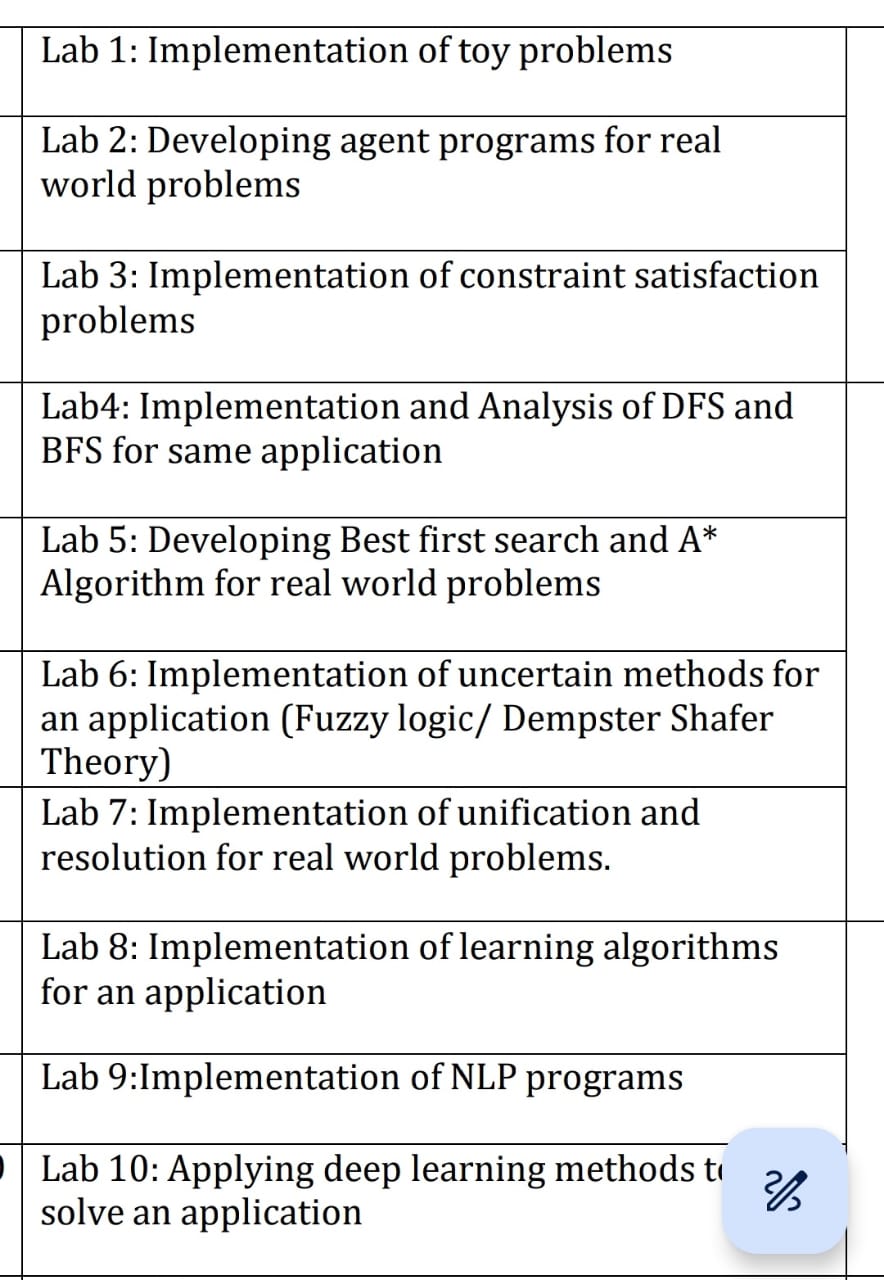 Lab 1: Implementation of toy problems
Lab 2: Developing agent programs for real
world problems
Lab 3: Implementation of constraint satisfaction
problems
Lab4: Implementation and Analysis of DFS and
BFS for same application
Lab 5: Developing Best first search and A*
Algorithm for real world problems
Lab 6: Implementation of uncertain methods for
an application (Fuzzy logic/ Dempster Shafer
Theory)
Lab 7: Implementation of unification and
resolution for real world problems.
Lab 8: Implementation of learning algorithms
for an application
Lab 9:Implementation of NLP programs
Lab 10: Applying deep learning methods
solve an application